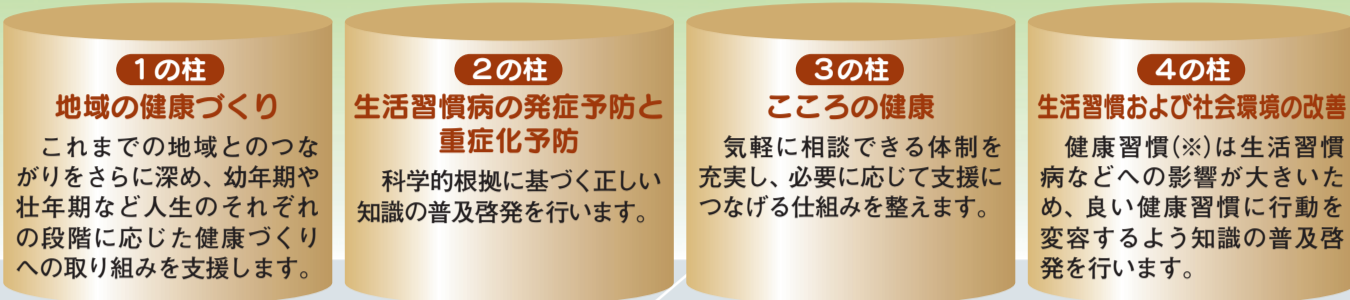 1の柱
地域の健康づくり
これまでの地域とのつな
がりをさらに深め、幼年期や
壮年期など人生のそれぞれ
の段階に応じた健康づくり
への取り組みを支援します。
2の柱
生活習慣病の発症予防と
重症化予防
科学的根拠に基づく正しい
知識の普及啓発を行います。
3の柱
こころの健康
気軽に相談できる体制を
充実し、必要に応じて支援に
つなげる仕組みを整えます。
4の柱
生活習慣および社会環境の改善
健康習慣(※)は生活習慣
病などへの影響が大きいた
め、良い健康習慣に行動を
変容するよう知識の普及啓
発を行います。